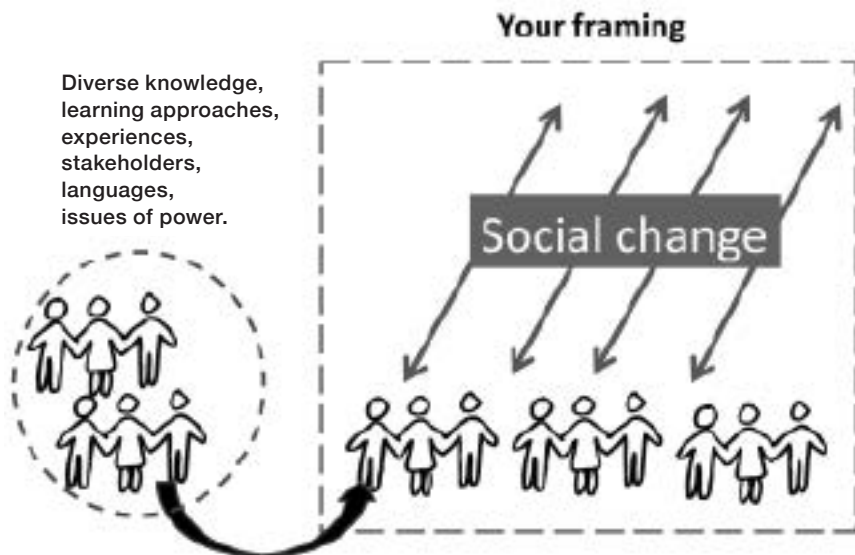 Your framing
Diverse knowledge,
learning approaches,
experiences,
stakeholders,
languages,
issues of power.
Social change